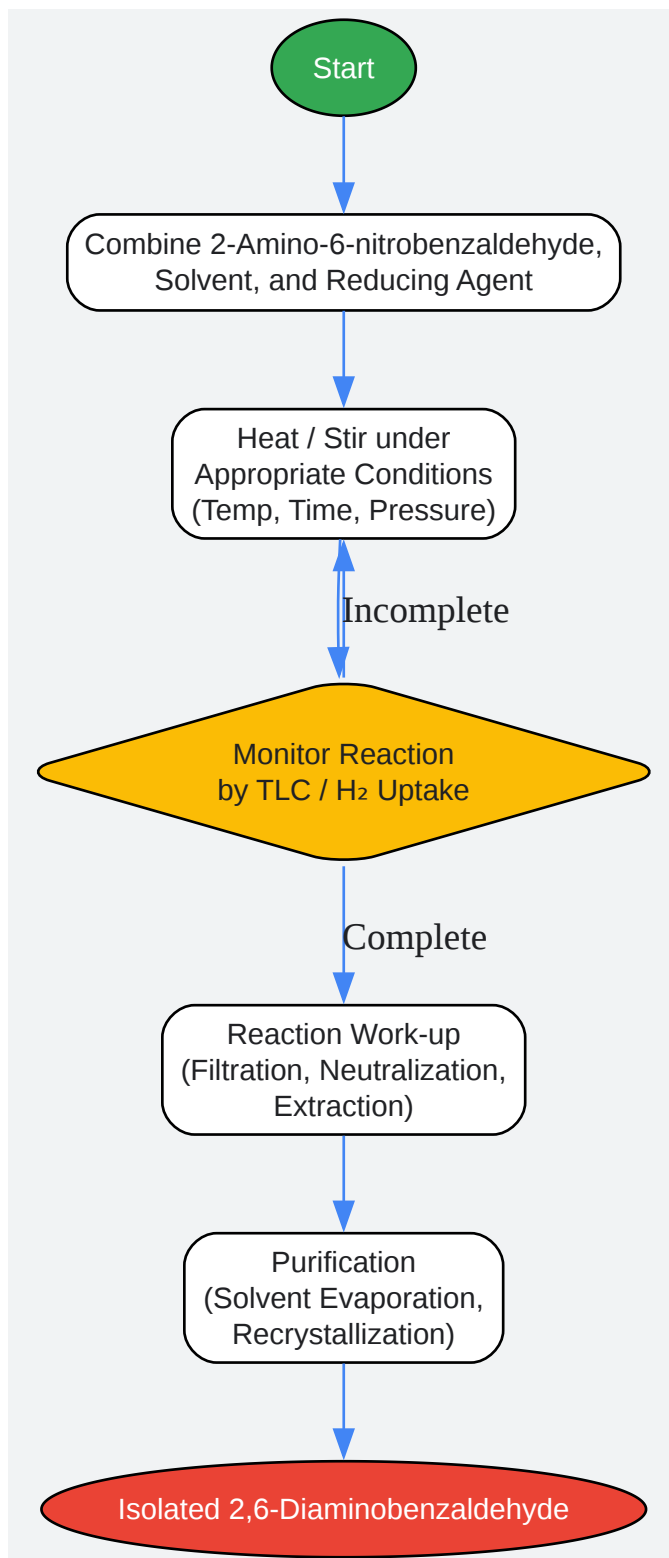 Start
Combine 2-Amino-6-nitrobenzaldehyde,
Solvent, and Reducing Agent
Heat / Stir under
Appropriate Conditions
(Temp, Time, Pressure)
Incomplete
Monitor Reaction
by TLC / H₂ Uptake
Complete
Reaction Work-up
(Filtration, Neutralization,
Extraction)
Purification
(Solvent Evaporation,
Recrystallization)
Isolated 2,6-Diaminobenzaldehyde